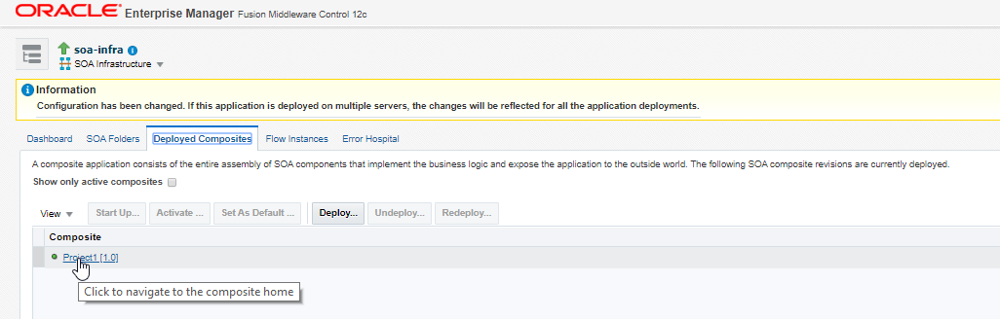 ORACLE Enterprise Manager Fusion Middleware Control 12c
soa-infra
SOA Infrastructure
Information
Configuration has been changed. If this application is deployed on multiple servers, the changes will be reflected for all the application deployments.
Dashboard SOA Folders Deployed Composites Flow Instances Error Hospital
A composite application consists of the entire assembly of SOA components that implement the business logic and expose the application to the outside world. The following SOA composite revisions are currently deployed.
Show only active composites
View Start Up... Activate ... Set As Default ... Deploy... Undeploy... Redeploy...
Composite
Project1 [1.0]
Click to navigate to the composite home